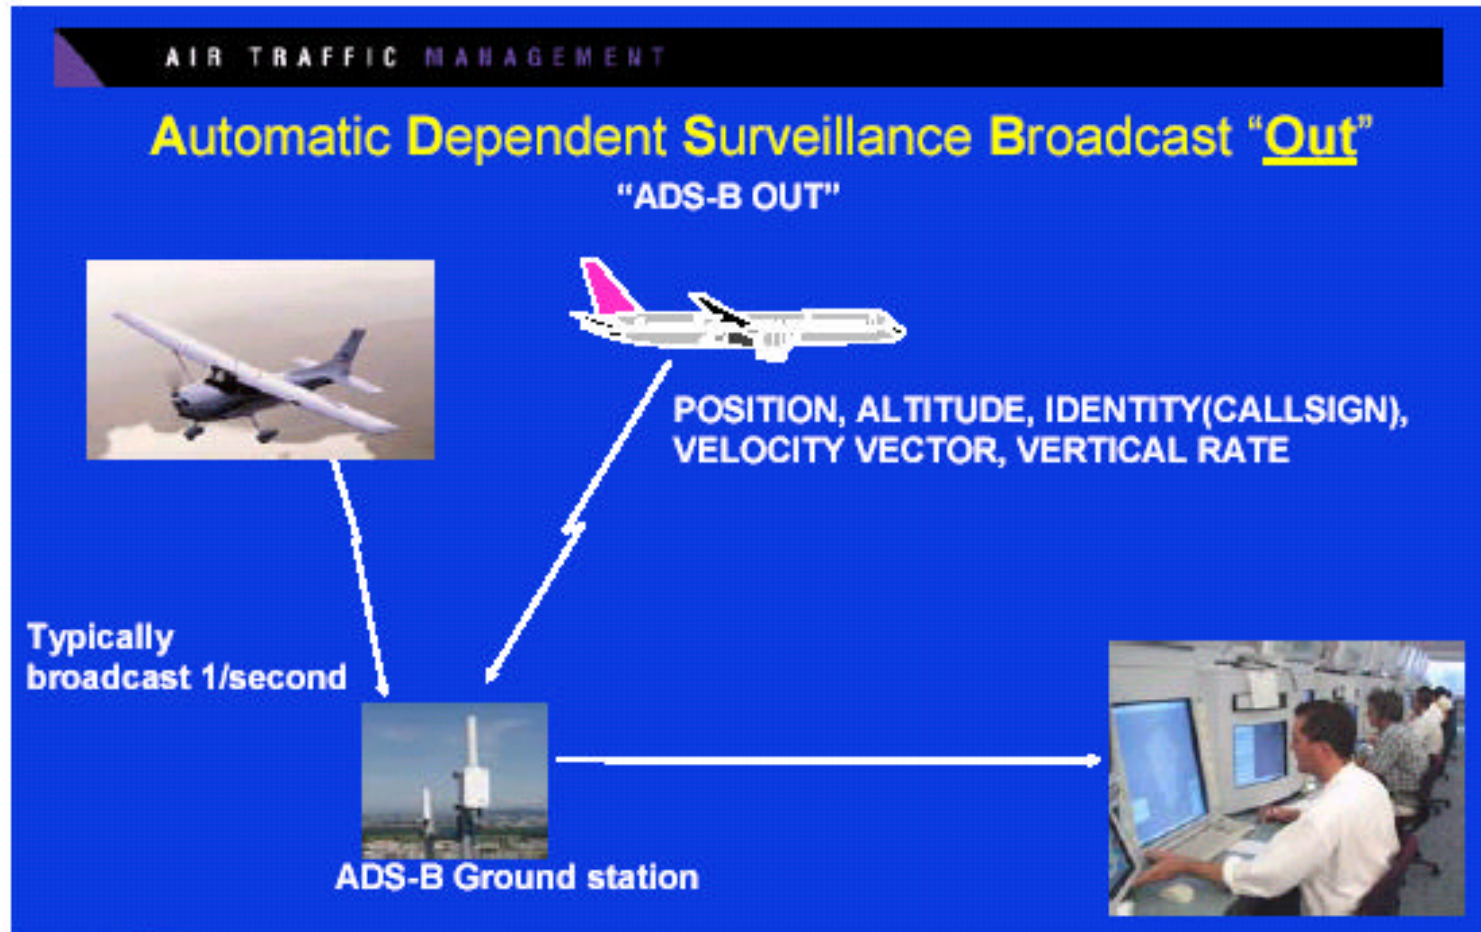 AIR TRAFFIC MANAGEMENT
Automatic Dependent Surveillance Broadcast “Out”
“ADS-B OUT”
POSITION, ALTITUDE, IDENTITY(CALLSIGN),
VELOCITY VECTOR, VERTICAL RATE
Typically
broadcast 1/second
ADS-B Ground station